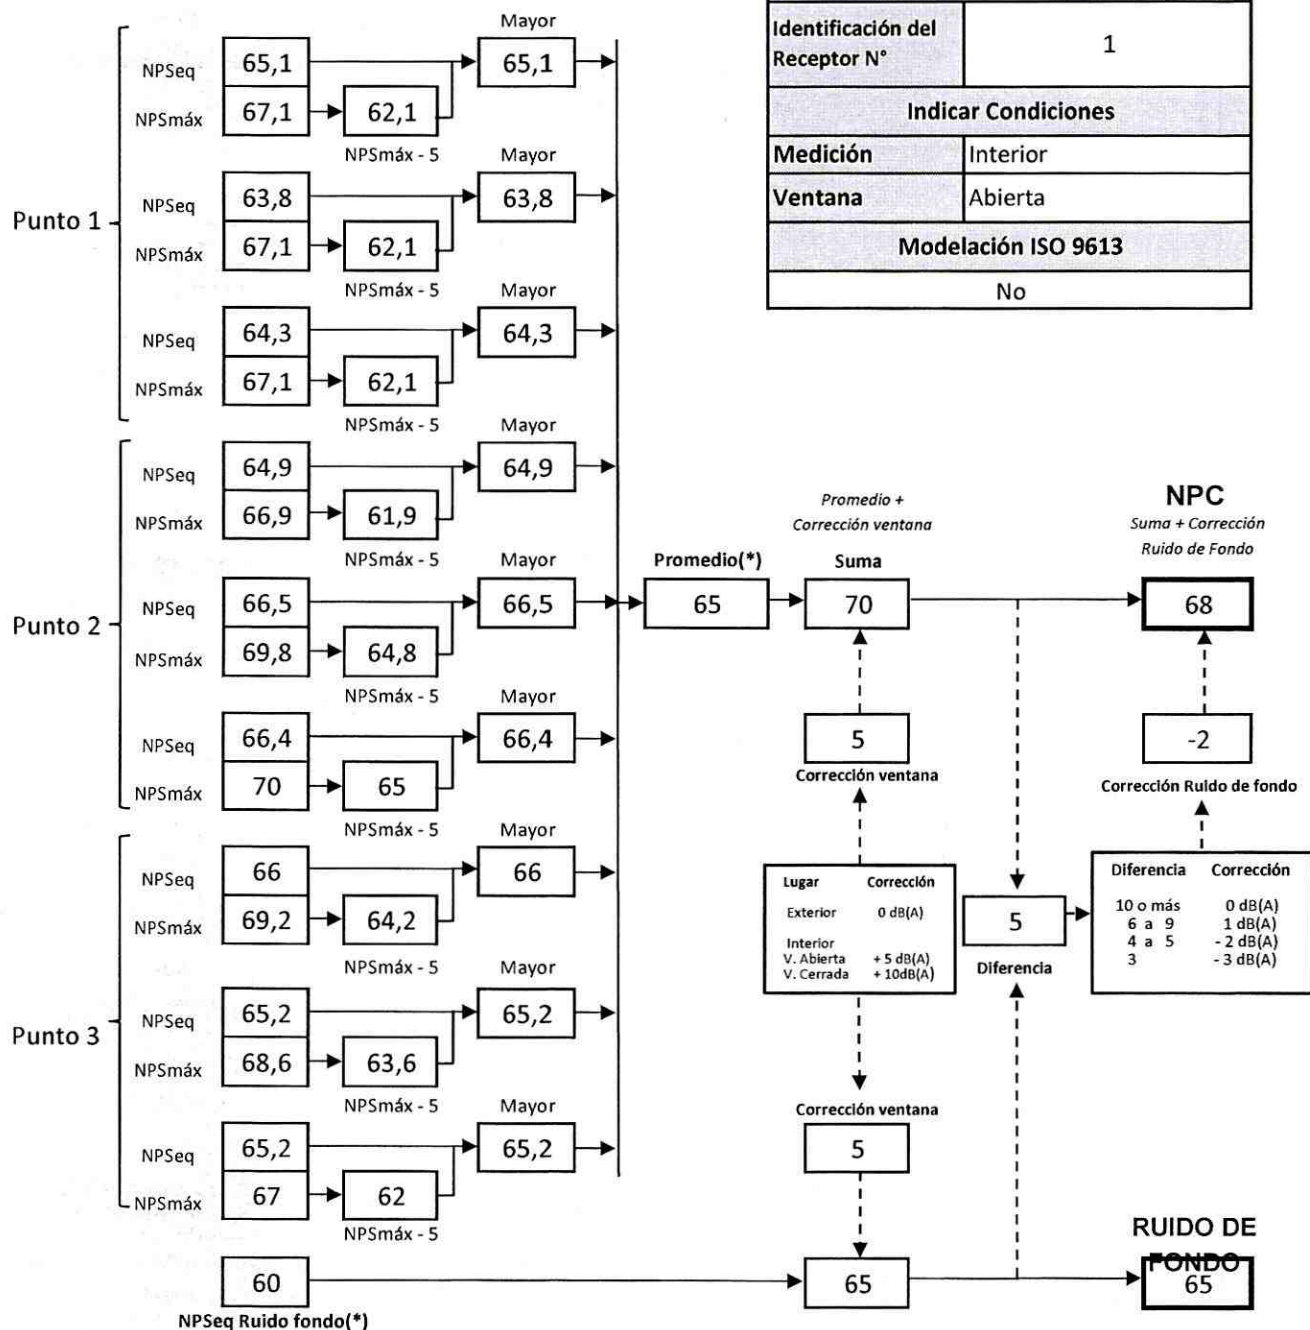 Identificación del
Receptor N°
1
Indicar Condiciones
Medición Interior
Ventana Abierta
Modelación ISO 9613
No
Punto 1
Mayor
NPSeq 65,1 65,1
NPSmáx 67,1 62,1
NPSmáx - 5
Mayor
NPSeq 63,8 63,8
NPSmáx 67,1 62,1
NPSmáx - 5
Mayor
NPSeq 64,3 64,3
NPSmáx 67,1 62,1
NPSmáx - 5
Punto 2
Mayor
NPSeq 64,9 64,9
NPSmáx 66,9 61,9
NPSmáx - 5
Mayor
NPSeq 66,5 66,5
NPSmáx 69,8 64,8
NPSmáx - 5
Mayor
NPSeq 66,4 66,4
NPSmáx 70 65
NPSmáx - 5
Punto 3
Mayor
NPSeq 66 66
NPSmáx 69,2 64,2
NPSmáx - 5
Mayor
NPSeq 65,2 65,2
NPSmáx 68,6 63,6
NPSmáx - 5
Mayor
NPSeq 65,2 65,2
NPSmáx 67 62
NPSmáx - 5
60
NPSeq Ruido fondo(*)
Promedio(*)
65
Promedio +
Corrección ventana
Suma
70
5
Corrección ventana
Lugar Corrección
Exterior 0 dB(A)
Interior
V. Abierta + 5 dB(A)
V. Cerrada + 10dB(A)
Corrección ventana
5
65
5
Diferencia
NPC
Suma + Corrección
Ruido de Fondo
68
-2
Corrección Ruido de fondo
Diferencia Corrección
10 o más 0 dB(A)
6 a 9 1 dB(A)
4 a 5 - 2 dB(A)
3 - 3 dB(A)
RUIDO DE
FONDO
65